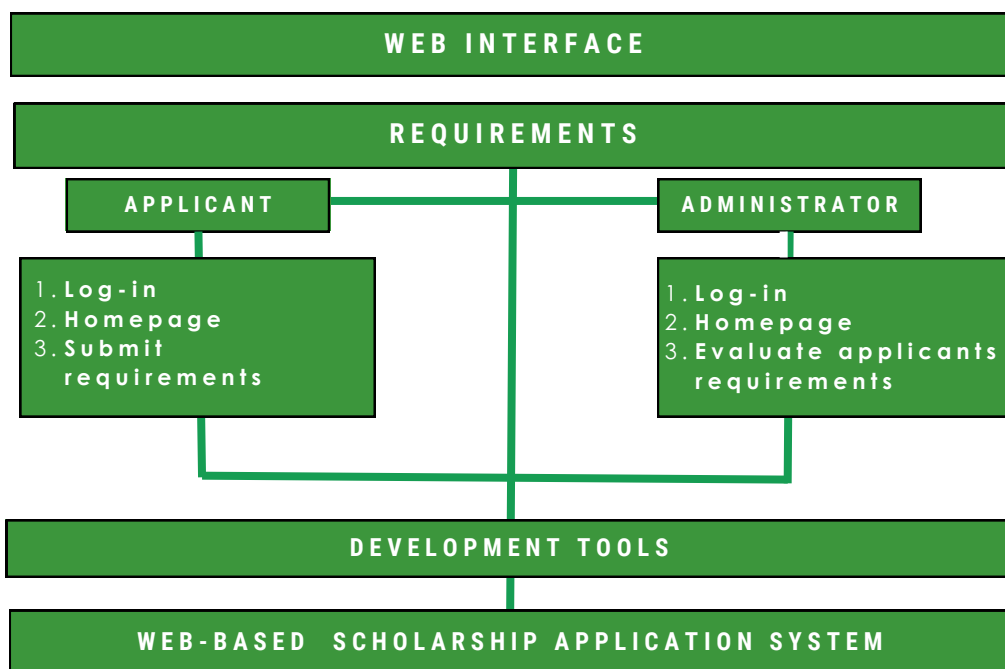 WEB INTERFACE
REQUIREMENTS
APPLICANT
ADMINISTRATOR
1. Log-in
2. Homepage
3. Submit
requirements
1. Log-in
2. Homepage
3. Evaluate applicants
requirements
DEVELOPMENT TOOLS
WEB-BASED SCHOLARSHIP APPLICATION SYSTEM